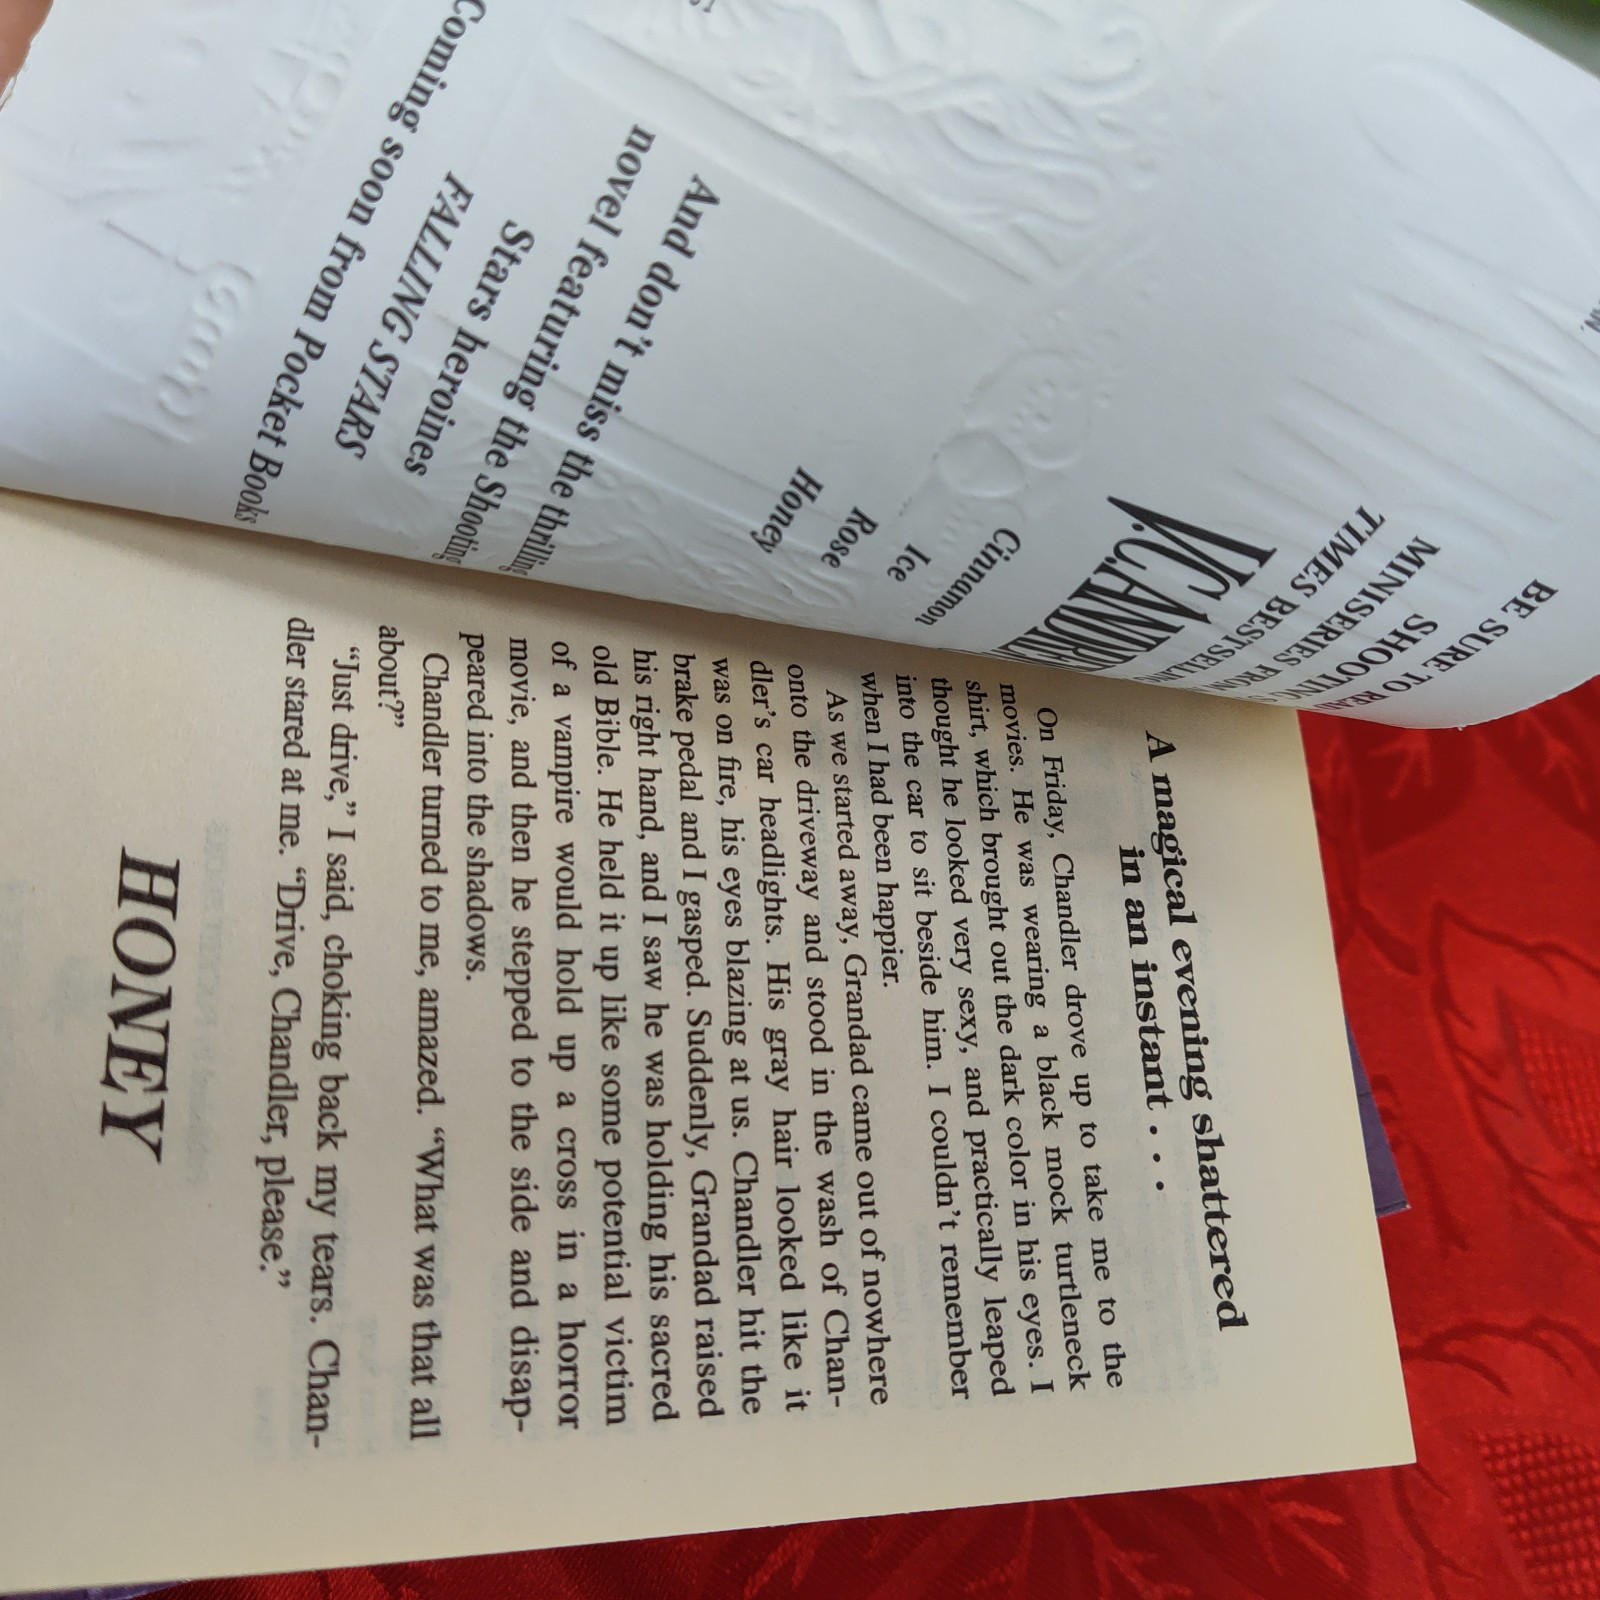 BE SURE TO READ
SHOOTING
MINISERIES FROM
TIMES BESTSELLING
V.C. ANDREW
Cinnamon
Ice
Rose
Honey
And don't miss the thrilling
novel featuring the Shooting
Stars heroines
FALLING STARS
Coming soon from Pocket Books
A magical evening shattered
in an instant . . .
On Friday, Chandler drove up to take me to the
movies. He was wearing a black mock turtleneck
shirt, which brought out the dark color in his eyes. I
thought he looked very sexy, and practically leaped
into the car to sit beside him. I couldn't remember
when I had been happier.
As we started away, Grandad came out of nowhere
onto the driveway and stood in the wash of Chan-
dler's car headlights. His gray hair looked like it
was on fire, his eyes blazing at us. Chandler hit the
brake pedal and I gasped. Suddenly, Grandad raised
his right hand, and I saw he was holding his sacred
old Bible. He held it up like some potential victim
of a vampire would hold up a cross in a horror
movie, and then he stepped to the side and disap-
peared into the shadows.
Chandler turned to me, amazed. “What was that all
about?”
“Just drive,” I said, choking back my tears. Chan-
dler stared at me. “Drive, Chandler, please.”
HONEY